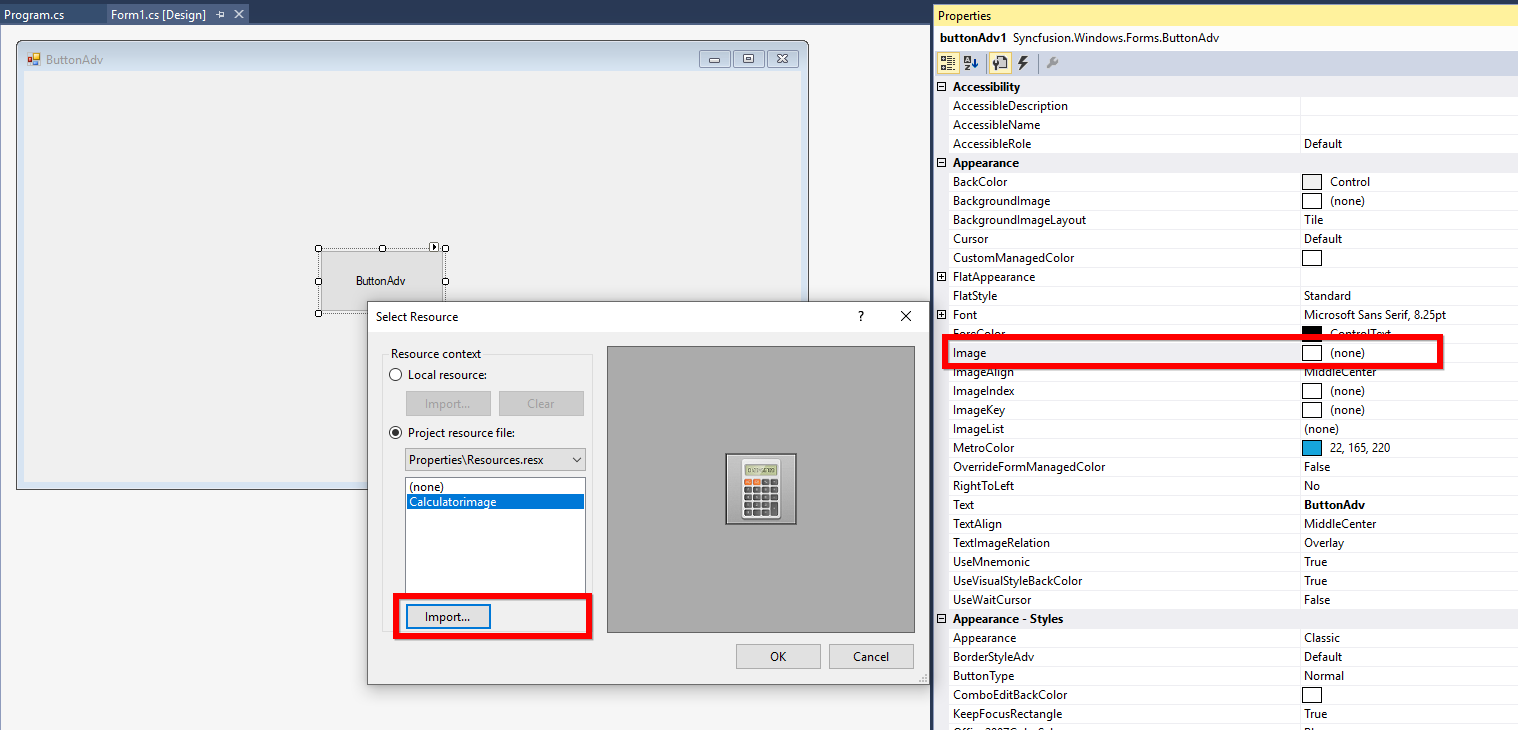 Program.cs
Form1.cs [Design]
ButtonAdv
ButtonAdv
Select Resource
?
Resource context
Local resource:
Import...
Clear
Project resource file:
Properties\Resources.resx
(none)
Calculatorimage
Import...
OK
Cancel
Properties
buttonAdv1 Syncfusion.Windows.Forms.ButtonAdv
Accessibility
AccessibleDescription
AccessibleName
AccessibleRole Default
Appearance
BackColor Control
BackgroundImage (none)
BackgroundImageLayout Tile
Cursor Default
CustomManagedColor
FlatAppearance
FlatStyle Standard
Font Microsoft Sans Serif, 8.25pt
ForeColor ControlText
Image (none)
ImageAlign MiddleCenter
ImageIndex (none)
ImageKey (none)
ImageList (none)
MetroColor 22, 165, 220
OverrideFormManagedColor False
RightToLeft No
Text ButtonAdv
TextAlign MiddleCenter
TextImageRelation Overlay
UseMnemonic True
UseVisualStyleBackColor True
UseWaitCursor False
Appearance - Styles
Appearance Classic
BorderStyleAdv Default
ButtonType Normal
ComboEditBackColor
KeepFocusRectangle True